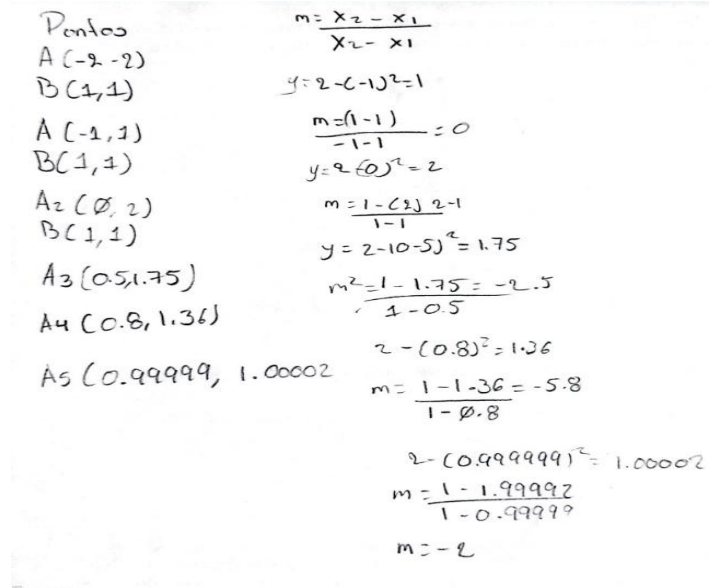 Pontos
A (-2 -2)
B (1,1)
A (-1, 1)
B(1, 1)
A2 (Ø, 2)
B (1, 1)
A3 (0.5,1.75)
A4 (0.8, 1.36)
A5 (0.99999, 1.00002
m= x2 - x1 / x2 - x1
y=2-(-1)²=1
m=(1-1) / -1-1 = 0
y=2-(0)²=2
m=1-(2) 2-1 / 1-1
y = 2-(0-5)²= 1.75
m²=1-1.75 = -2.5 / 1-0.5
2-(0.8)²=1.36
m= 1-1.36 = -5.8 / 1-Ø.8
2-(0.999999)²= 1.00002
m= 1-1.99992 / 1-0.99999
m=-2